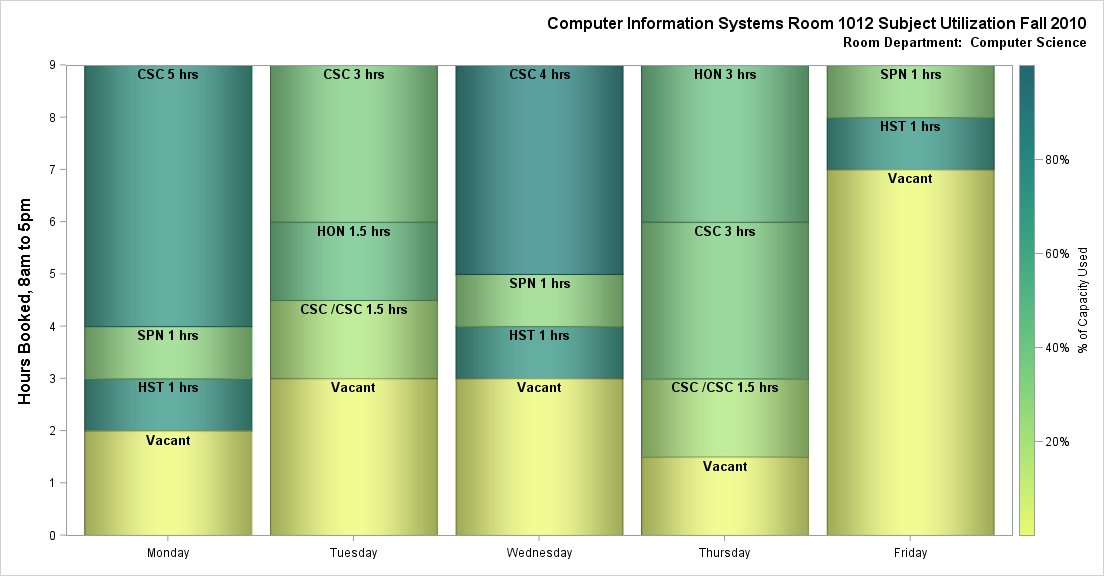 Computer Information Systems Room 1012 Subject Utilization Fall 2010
Room Department:  Computer Science
Hours Booked, 8am to 5pm
9
8
7
6
5
4
3
2
1
0
CSC 5 hrs
SPN 1 hrs
HST 1 hrs
Vacant
CSC 3 hrs
HON 1.5 hrs
CSC /CSC 1.5 hrs
Vacant
CSC 4 hrs
SPN 1 hrs
HST 1 hrs
Vacant
HON 3 hrs
CSC 3 hrs
CSC /CSC 1.5 hrs
Vacant
SPN 1 hrs
HST 1 hrs
Vacant
Monday
Tuesday
Wednesday
Thursday
Friday
80%
60%
40%
20%
% of Capacity Used